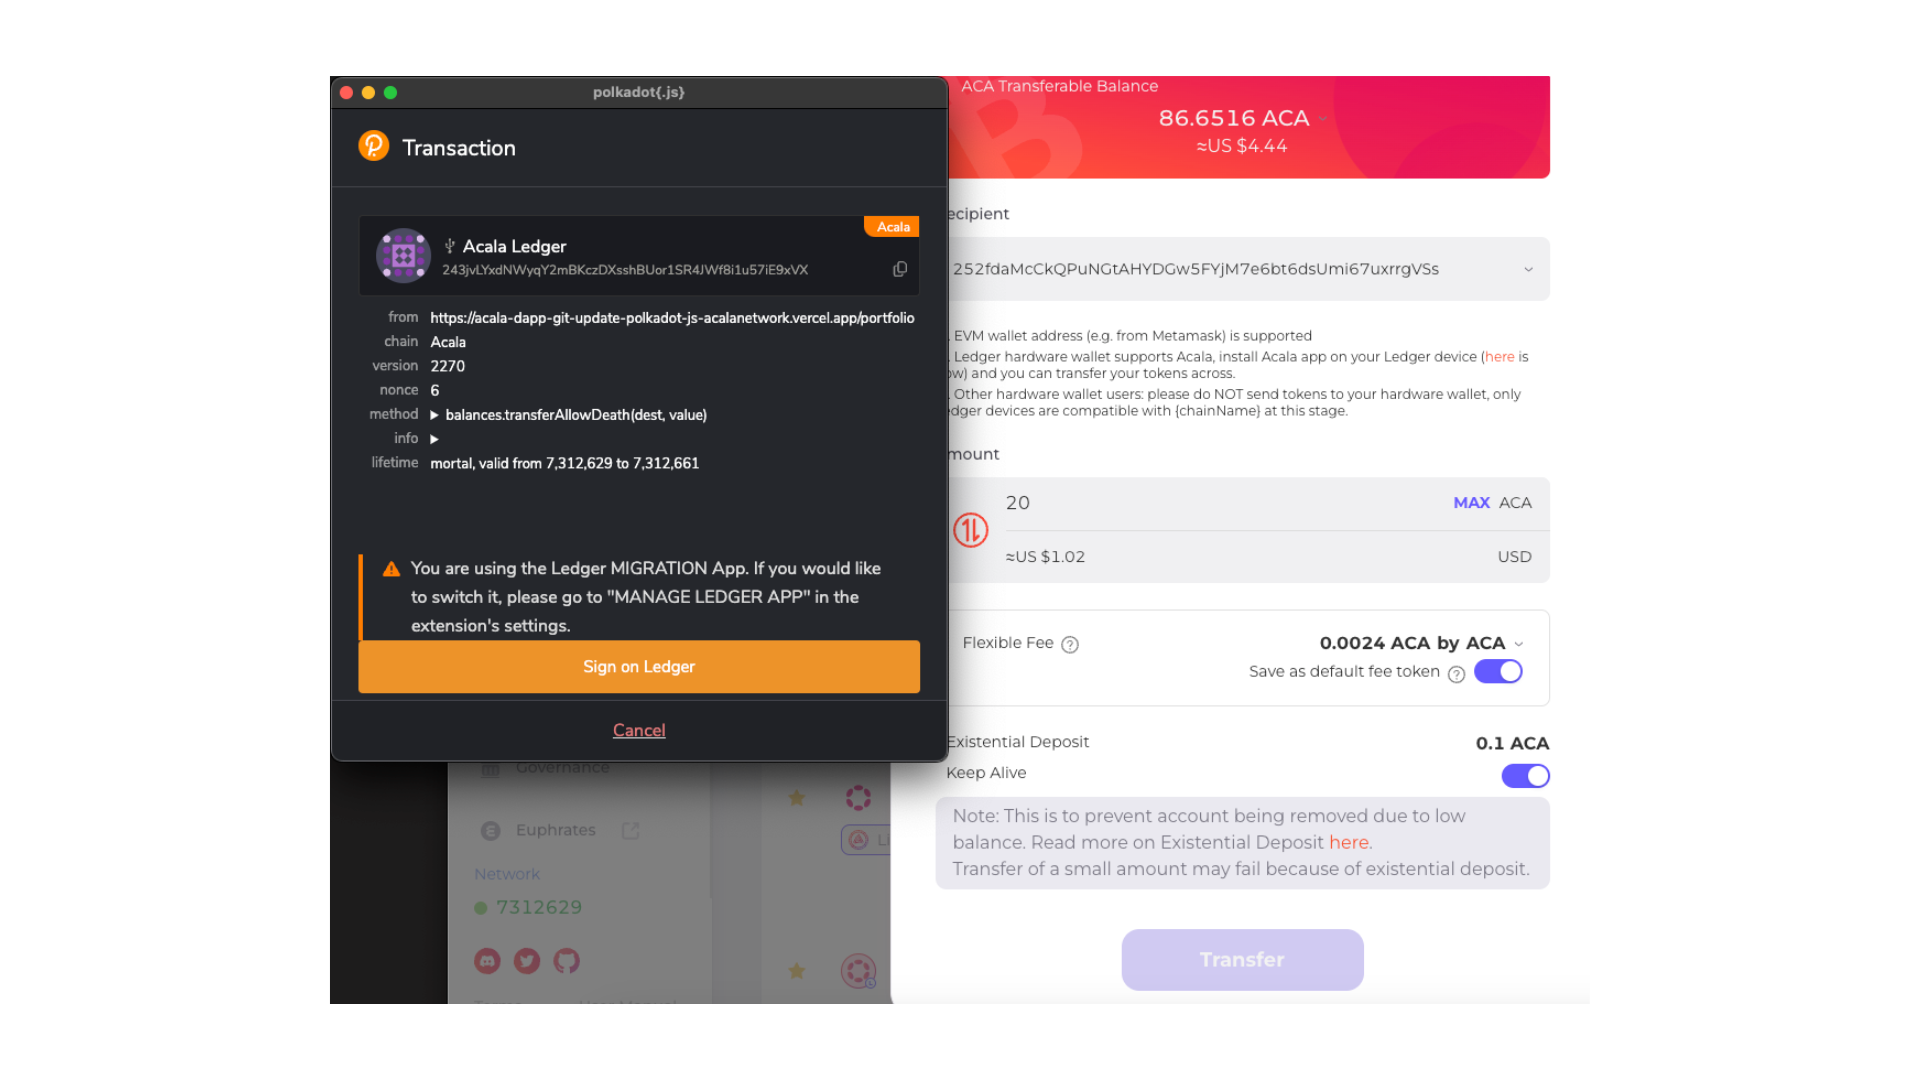 polkadot{.js}
Transaction
Acala
Acala Ledger
243jvLYxdNWyqY2mBKczDXsshBUor1SR4JWf8i1u57iE9xVX
from https://acala-dapp-git-update-polkadot-js-acalanetwork.vercel.app/portfolio
chain Acala
version 2270
nonce 6
method balances.transferAllowDeath(dest, value)
info
lifetime mortal, valid from 7,312,629 to 7,312,661
You are using the Ledger MIGRATION App. If you would like
to switch it, please go to "MANAGE LEDGER APP" in the
extension's settings.
Sign on Ledger
Cancel
Governance
Euphrates
Network
7312629
ACA Transferable Balance
86.6516 ACA
≈US $4.44
ecipient
252fdaMcCkQPuNGtAHYDGw5FYjM7e6bt6dsUmi67uxrrgVSs
. EVM wallet address (e.g. from Metamask) is supported
. Ledger hardware wallet supports Acala, install Acala app on your Ledger device (here is
ow) and you can transfer your tokens across.
. Other hardware wallet users: please do NOT send tokens to your hardware wallet, only
edger devices are compatible with {chainName} at this stage.
mount
20 MAX ACA
≈US $1.02 USD
Flexible Fee ? 0.0024 ACA by ACA
Save as default fee token ?
Existential Deposit 0.1 ACA
Keep Alive
Note: This is to prevent account being removed due to low
balance. Read more on Existential Deposit here.
Transfer of a small amount may fail because of existential deposit.
Transfer